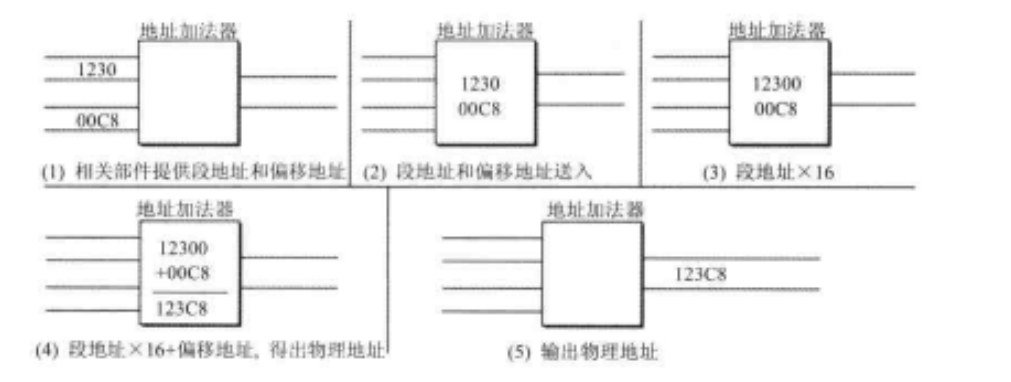 地址加法器
1230
00C8
(1) 相关部件提供段地址和偏移地址
地址加法器
1230
00C8
(2) 段地址和偏移地址送入
地址加法器
12300
00C8
(3) 段地址×16
地址加法器
12300
+00C8
123C8
(4) 段地址×16+偏移地址, 得出物理地址
地址加法器
123C8
(5) 输出物理地址